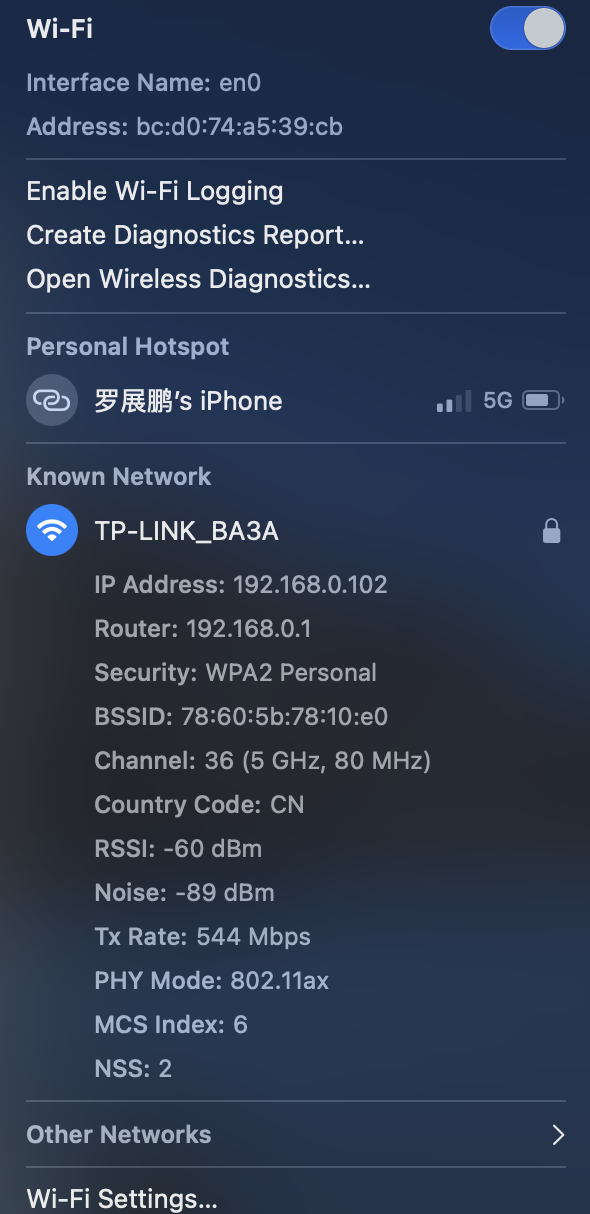 Wi-Fi
Interface Name: en0
Address: bc:d0:74:a5:39:cb
Enable Wi-Fi Logging
Create Diagnostics Report...
Open Wireless Diagnostics...
Personal Hotspot
罗展鹏’s iPhone 5G
Known Network
TP-LINK_BA3A
IP Address: 192.168.0.102
Router: 192.168.0.1
Security: WPA2 Personal
BSSID: 78:60:5b:78:10:e0
Channel: 36 (5 GHz, 80 MHz)
Country Code: CN
RSSI: -60 dBm
Noise: -89 dBm
Tx Rate: 544 Mbps
PHY Mode: 802.11ax
MCS Index: 6
NSS: 2
Other Networks
Wi-Fi Settings...